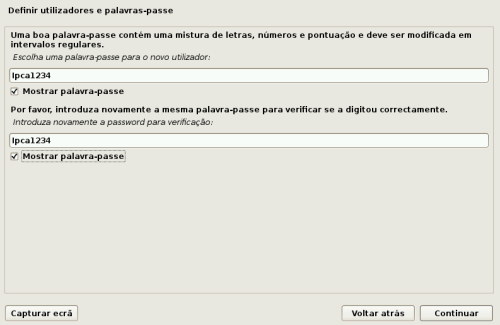 Definir utilizadores e palavras-passe
Uma boa palavra-passe contém uma mistura de letras, números e pontuação e deve ser modificada em
intervalos regulares.
Escolha uma palavra-passe para o novo utilizador:
Ipca1234
Mostrar palavra-passe
Por favor, introduza novamente a mesma palavra-passe para verificar se a digitou correctamente.
Introduza novamente a password para verificação:
Ipca1234
Mostrar palavra-passe
Capturar ecrã
Voltar atrás
Continuar